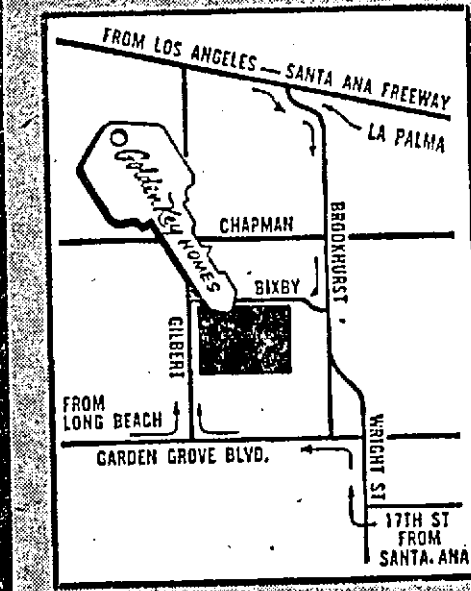 FROM LOS ANGELES — SANTA ANA FREEWAY
LA PALMA
Golden Key HOMES
CHAPMAN
BROOKHURST
BIXBY
GILBERT
FROM
LONG BEACH
GARDEN GROVE BLVD.
WRIGHT ST
17TH ST
FROM
SANTA ANA